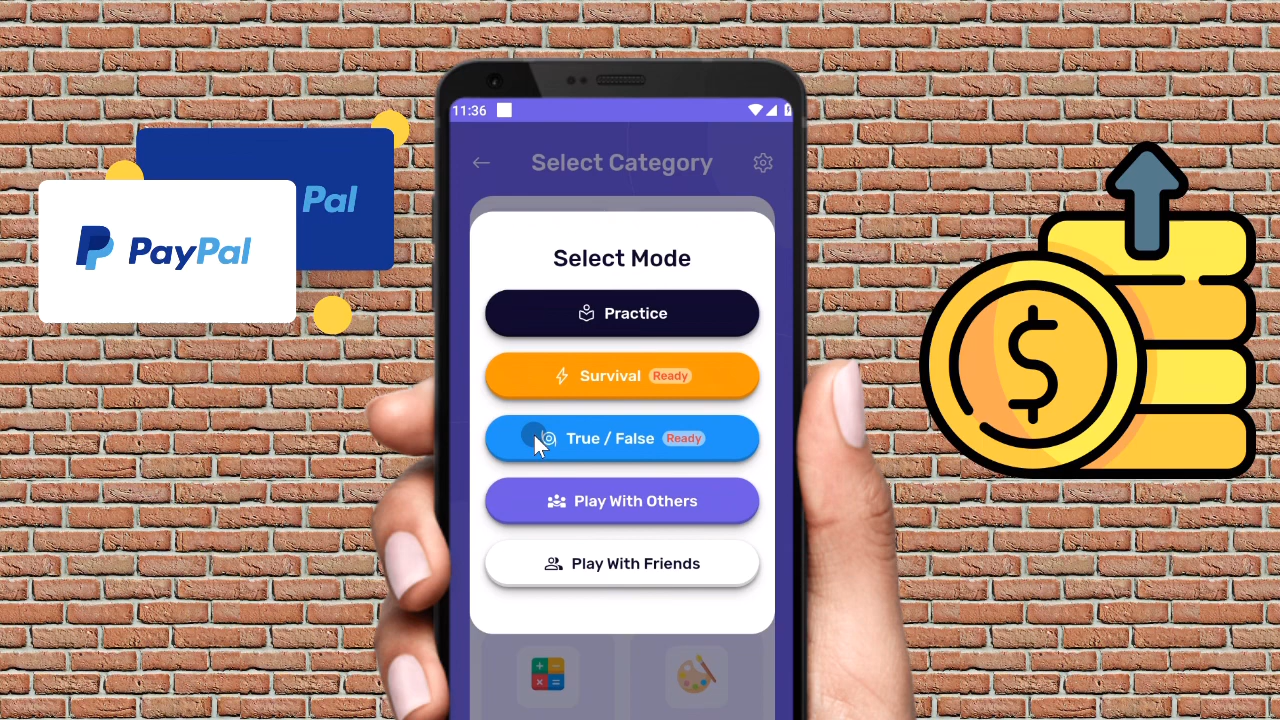 11:36
Select Category
Pal
PayPal
Select Mode
Practice
Survival Ready
True / False Ready
Play With Others
Play With Friends
$